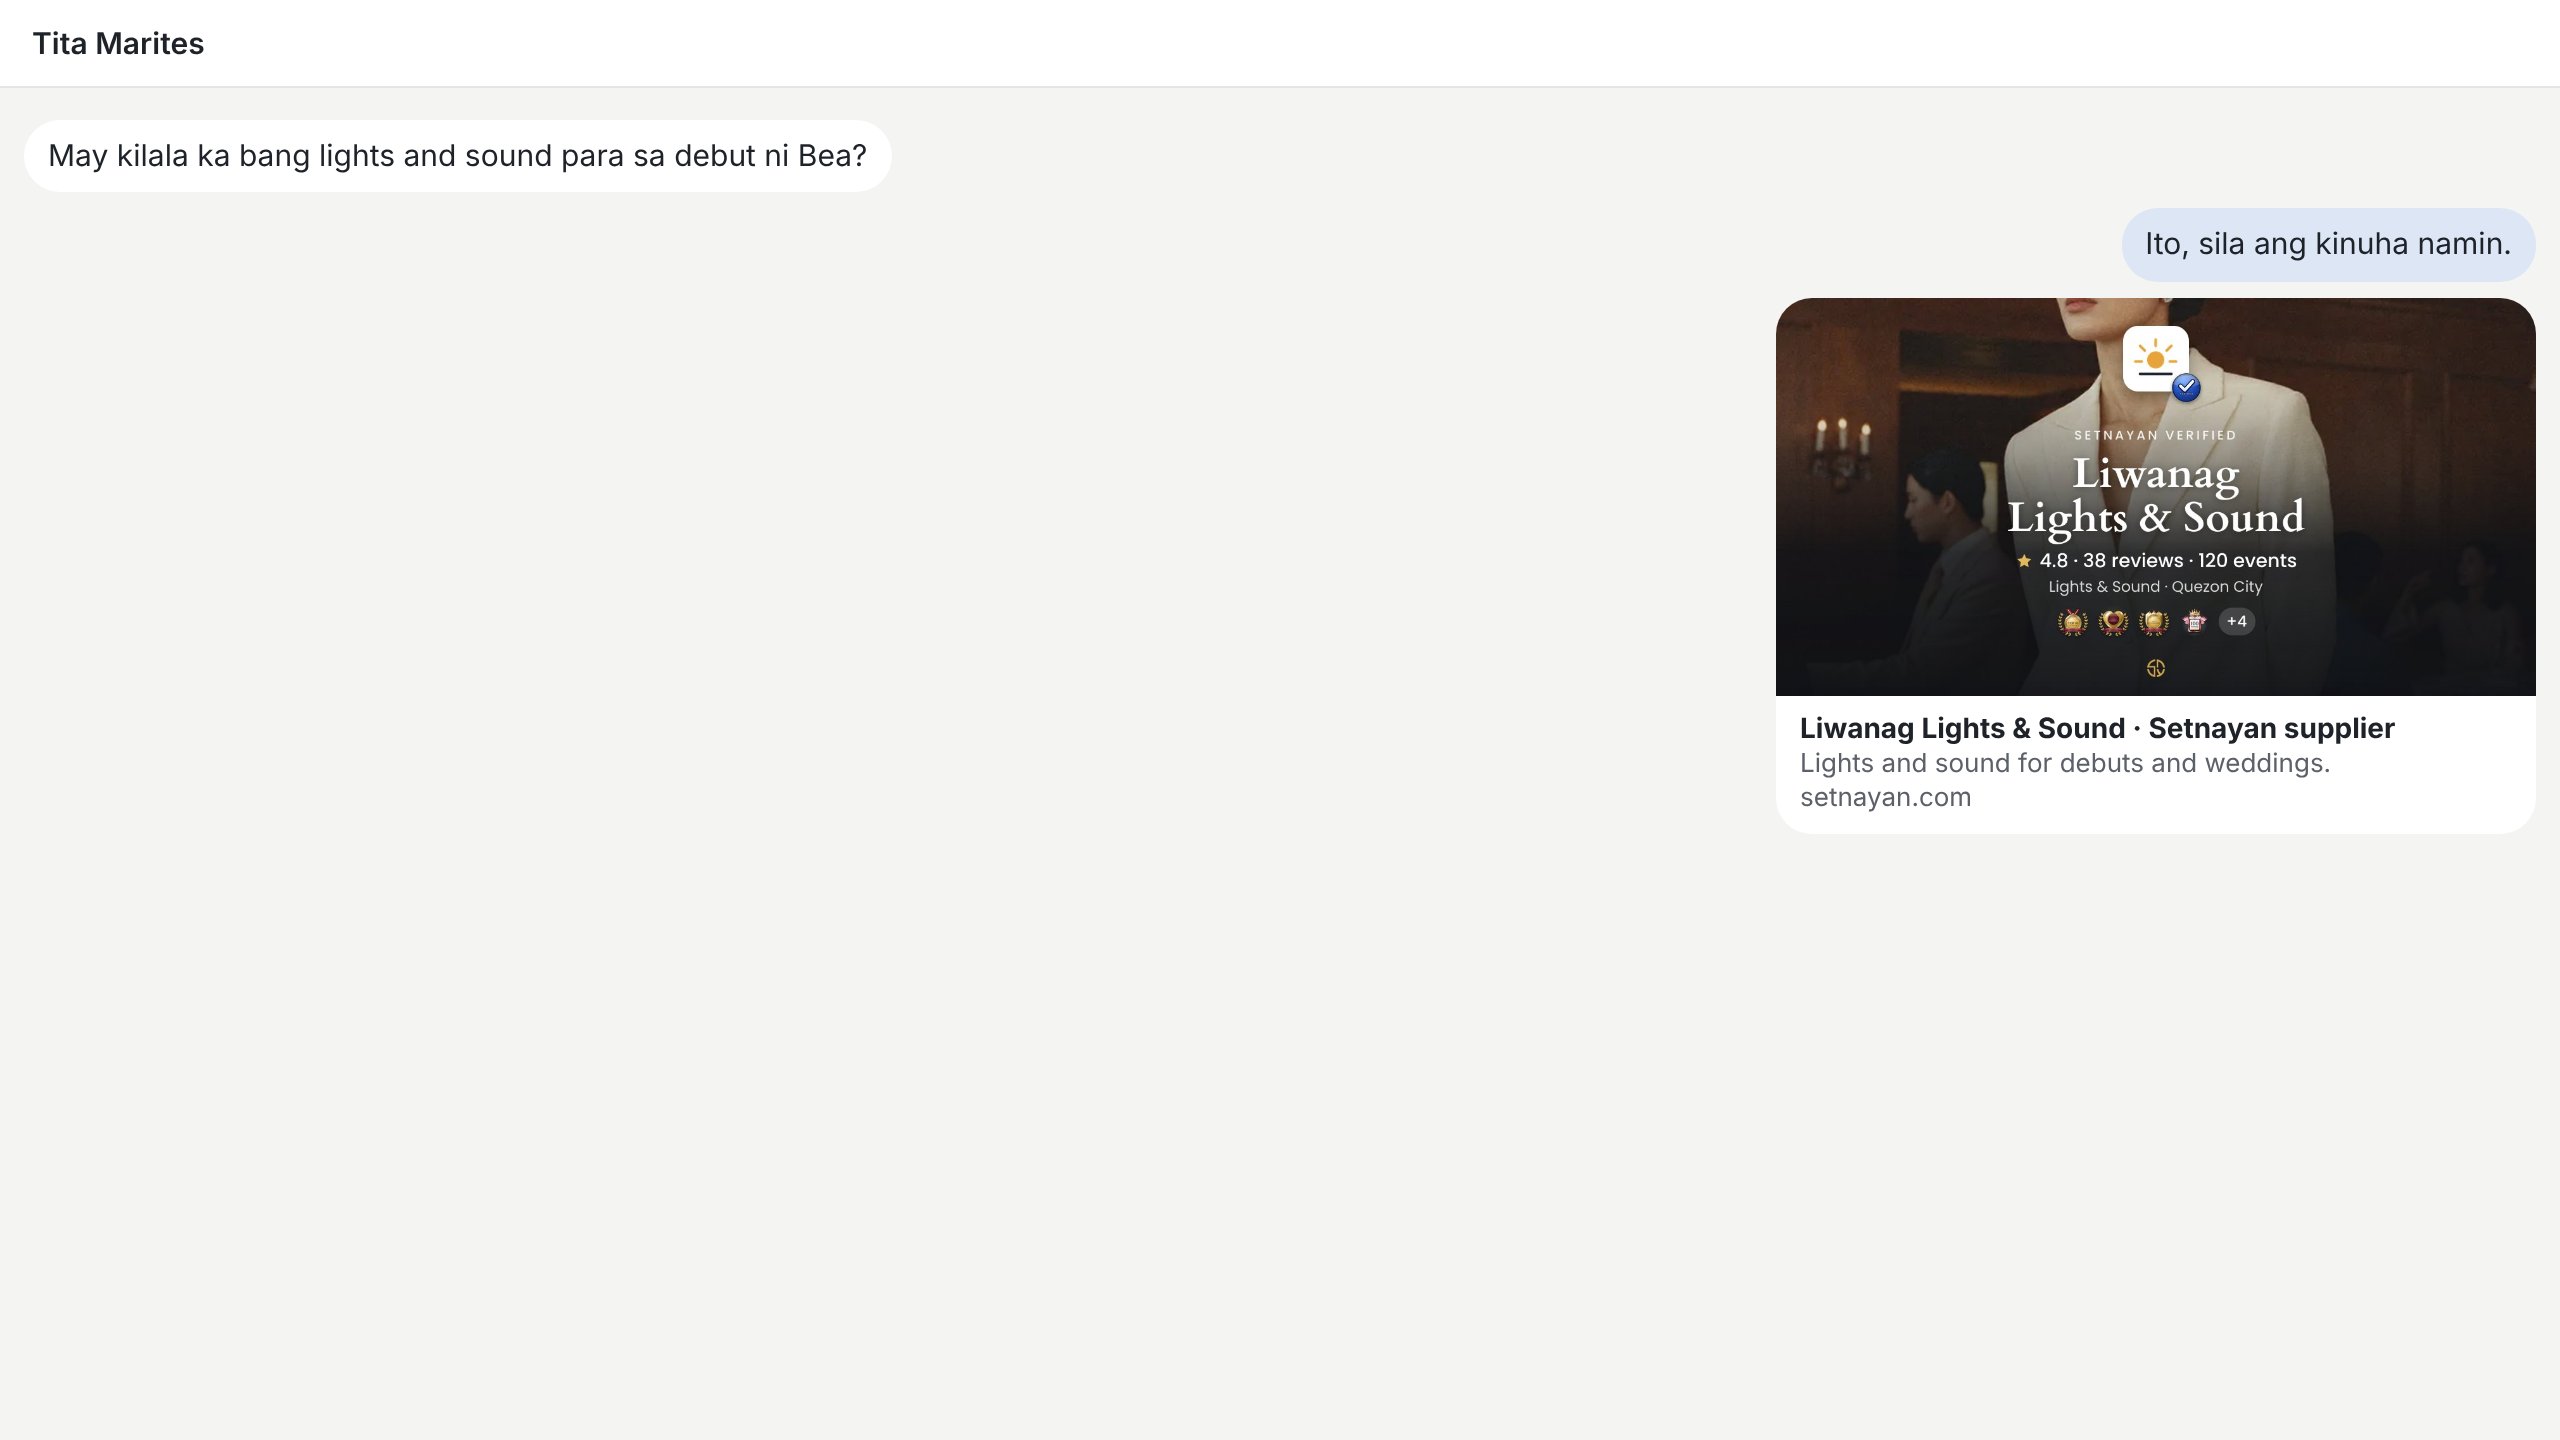 Tita Marites
May kilala ka bang lights and sound para sa debut ni Bea?
Ito, sila ang kinuha namin.
SETNAYAN VERIFIED
Liwanag
Lights & Sound
4.8 · 38 reviews · 120 events
Lights & Sound · Quezon City
+4
Liwanag Lights & Sound · Setnayan supplier
Lights and sound for debuts and weddings.
setnayan.com